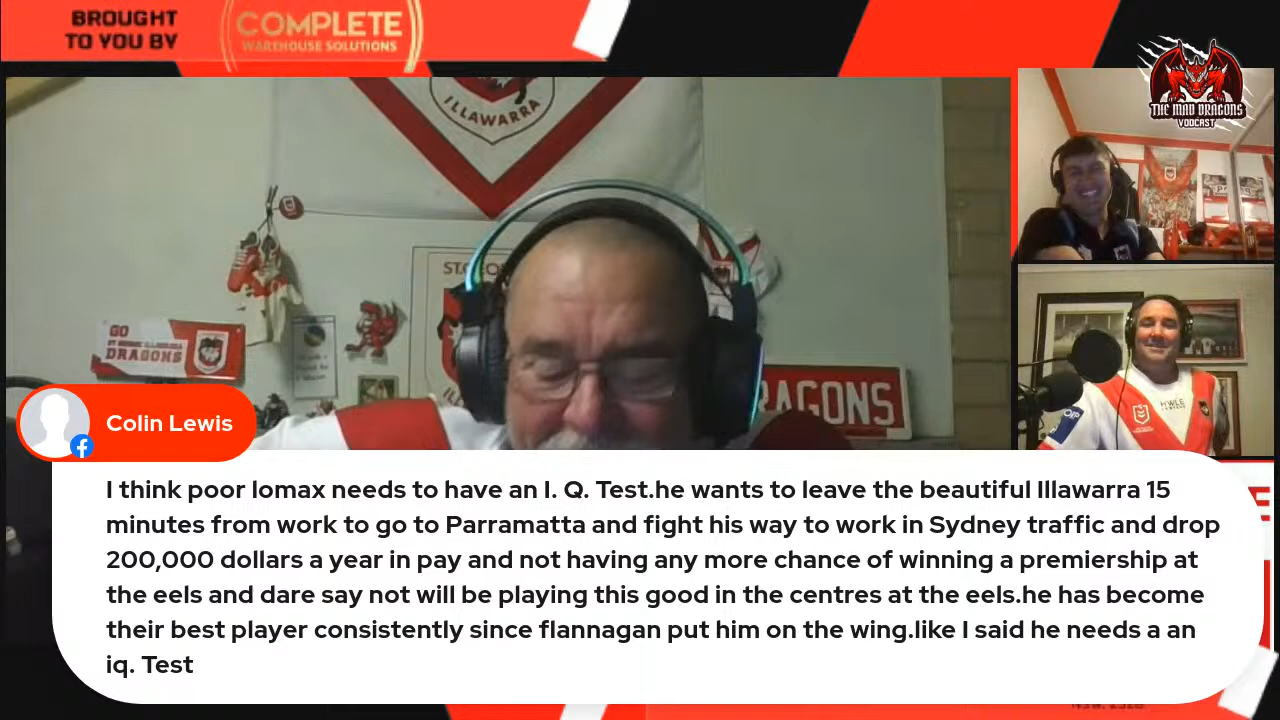 BROUGHT
TO YOU BY
COMPLETE
WAREHOUSE SOLUTIONS
THE MAD DRAGONS
VODCAST
ILLAWARRA
GO
DRAGONS
DRAGONS
Colin Lewis
I think poor lomax needs to have an I. Q. Test.he wants to leave the beautiful Illawarra 15
minutes from work to go to Parramatta and fight his way to work in Sydney traffic and drop
200,000 dollars a year in pay and not having any more chance of winning a premiership at
the eels and dare say not will be playing this good in the centres at the eels.he has become
their best player consistently since flannagan put him on the wing.like I said he needs a an
iq. Test